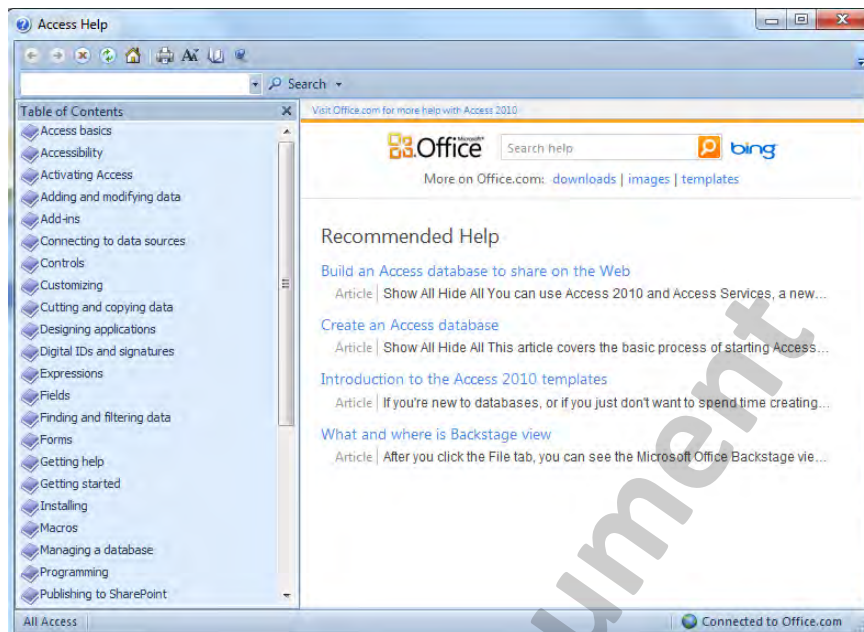 Access Help
Search
Table of Contents
Access basics
Accessibility
Activating Access
Adding and modifying data
Add-ins
Connecting to data sources
Controls
Customizing
Cutting and copying data
Designing applications
Digital IDs and signatures
Expressions
Fields
Finding and filtering data
Forms
Getting help
Getting started
Installing
Macros
Managing a database
Programming
Publishing to SharePoint
Visit Office.com for more help with Access 2010
Microsoft® Office Search help bing
More on Office.com: downloads | images | templates
Recommended Help
Build an Access database to share on the Web
Article | Show All Hide All You can use Access 2010 and Access Services, a new...
Create an Access database
Article | Show All Hide All This article covers the basic process of starting Access...
Introduction to the Access 2010 templates
Article | If you're new to databases, or if you just don't want to spend time creating...
What and where is Backstage view
Article | After you click the File tab, you can see the Microsoft Office Backstage vie...
All Access
Connected to Office.com
ument